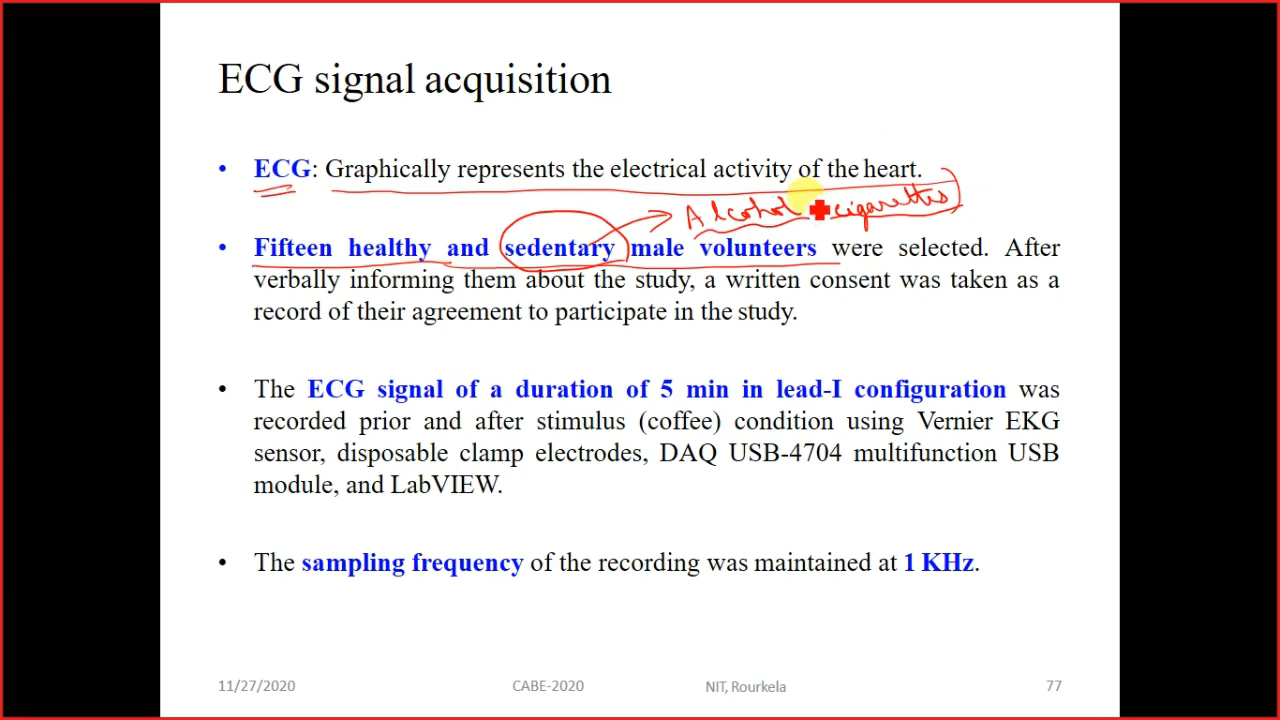 ECG signal acquisition
• ECG: Graphically represents the electrical activity of the heart.
Alcohol + cigarettes
• Fifteen healthy and sedentary male volunteers were selected. After
verbally informing them about the study, a written consent was taken as a
record of their agreement to participate in the study.
• The ECG signal of a duration of 5 min in lead-I configuration was
recorded prior and after stimulus (coffee) condition using Vernier EKG
sensor, disposable clamp electrodes, DAQ USB-4704 multifunction USB
module, and LabVIEW.
• The sampling frequency of the recording was maintained at 1 KHz.
11/27/2020 CABE-2020 NIT, Rourkela 77